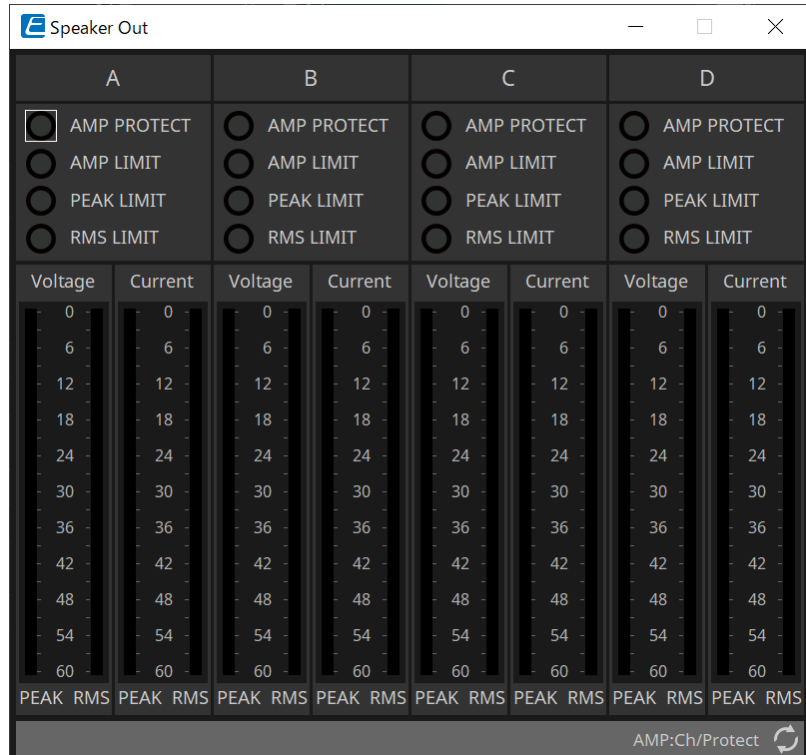 Speaker Out
A B C D
AMP PROTECT AMP PROTECT AMP PROTECT AMP PROTECT
AMP LIMIT AMP LIMIT AMP LIMIT AMP LIMIT
PEAK LIMIT PEAK LIMIT PEAK LIMIT PEAK LIMIT
RMS LIMIT RMS LIMIT RMS LIMIT RMS LIMIT
Voltage Current Voltage Current Voltage Current Voltage Current
0 0 0 0 0 0 0 0
6 6 6 6 6 6 6 6
12 12 12 12 12 12 12 12
18 18 18 18 18 18 18 18
24 24 24 24 24 24 24 24
30 30 30 30 30 30 30 30
36 36 36 36 36 36 36 36
42 42 42 42 42 42 42 42
48 48 48 48 48 48 48 48
54 54 54 54 54 54 54 54
60 60 60 60 60 60 60 60
PEAK RMS PEAK RMS PEAK RMS PEAK RMS PEAK RMS PEAK RMS PEAK RMS PEAK RMS
AMP:Ch/Protect